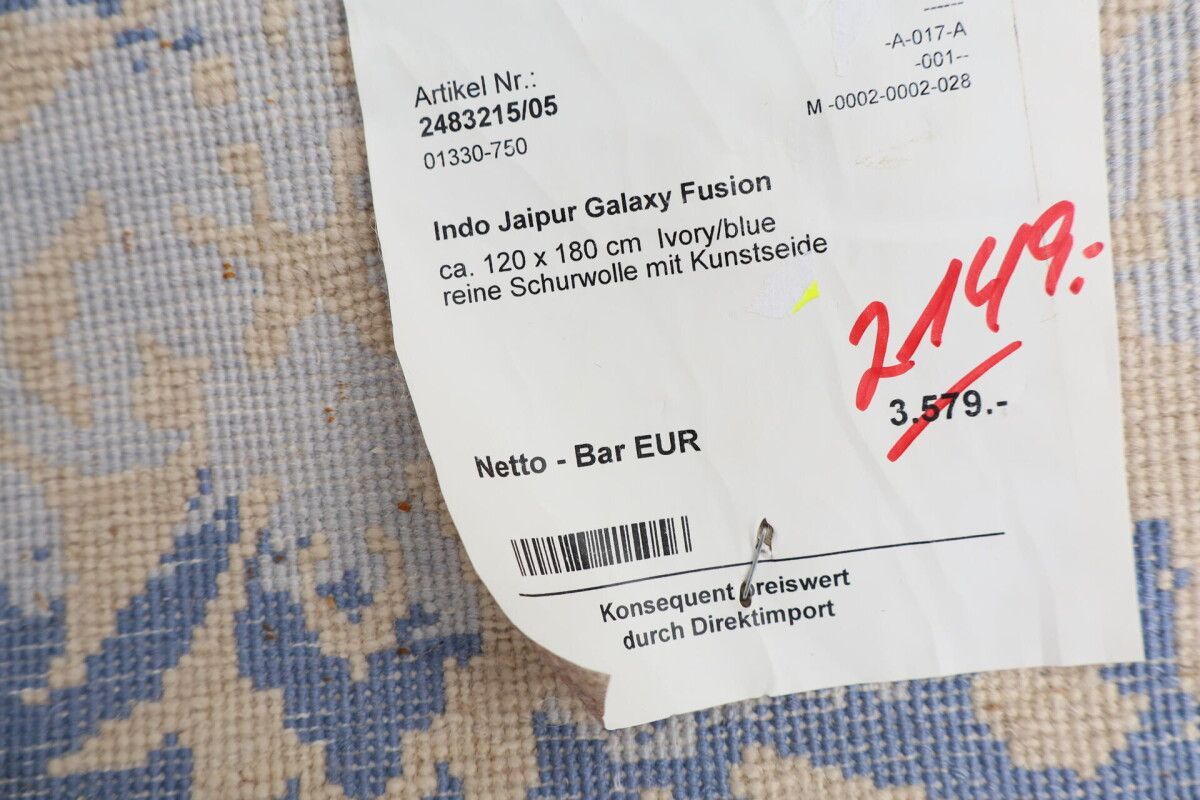 ------
-A-017-A
-001--
M -0002-0002-028
Artikel Nr.:
2483215/05
01330-750
Indo Jaipur Galaxy Fusion
ca. 120 x 180 cm Ivory/blue
reine Schurwolle mit Kunstseide
2149.-
3.579.-
Netto - Bar EUR
Konsequent preiswert
durch Direktimport